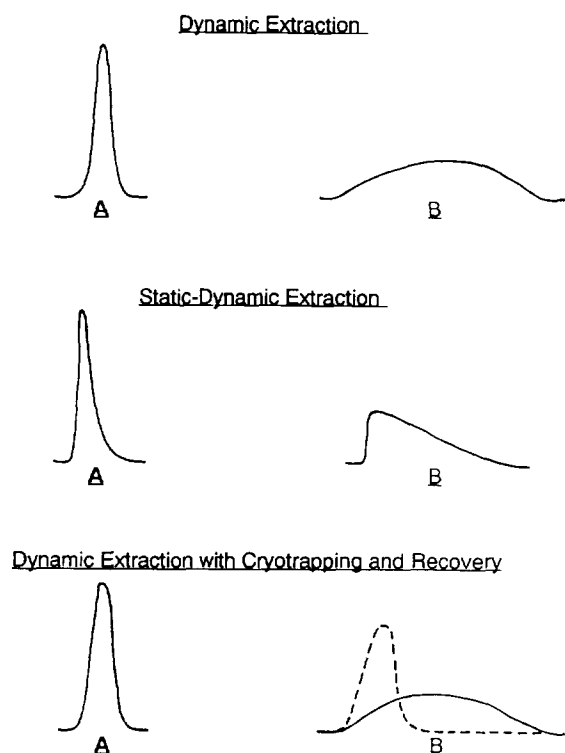 Dynamic Extraction
A
B
Static-Dynamic Extraction
A
B
Dynamic Extraction with Cryotrapping and Recovery
A
B